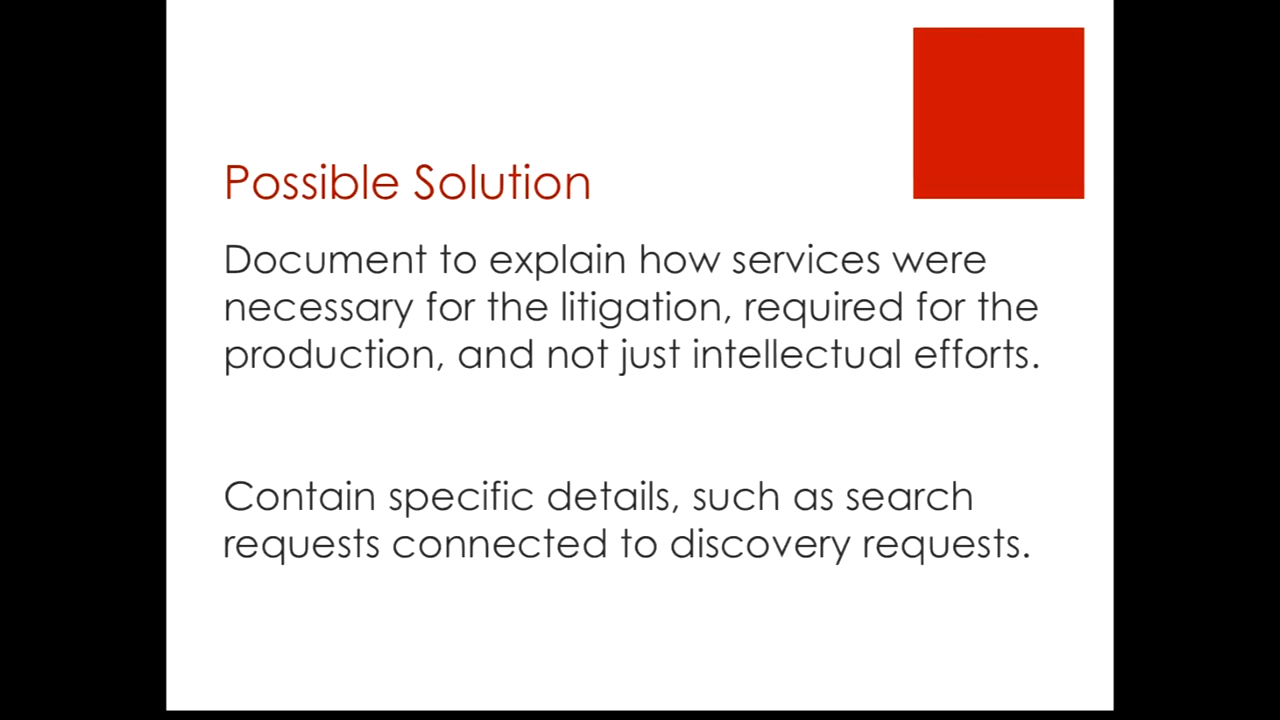 Possible Solution
Document to explain how services were
necessary for the litigation, required for the
production, and not just intellectual efforts.
Contain specific details, such as search
requests connected to discovery requests.